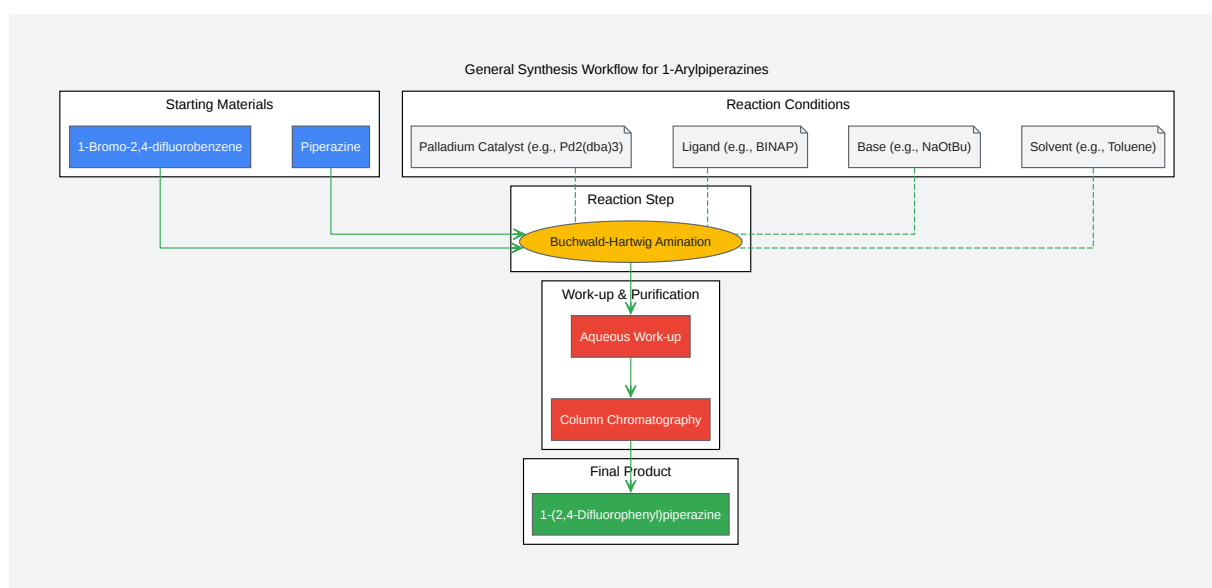 General Synthesis Workflow for 1-Arylpiperazines
Starting Materials
1-Bromo-2,4-difluorobenzene
Piperazine
Reaction Conditions
Palladium Catalyst (e.g., Pd2(dba)3)
Ligand (e.g., BINAP)
Base (e.g., NaOtBu)
Solvent (e.g., Toluene)
Reaction Step
Buchwald-Hartwig Amination
Work-up & Purification
Aqueous Work-up
Column Chromatography
Final Product
1-(2,4-Difluorophenyl)piperazine